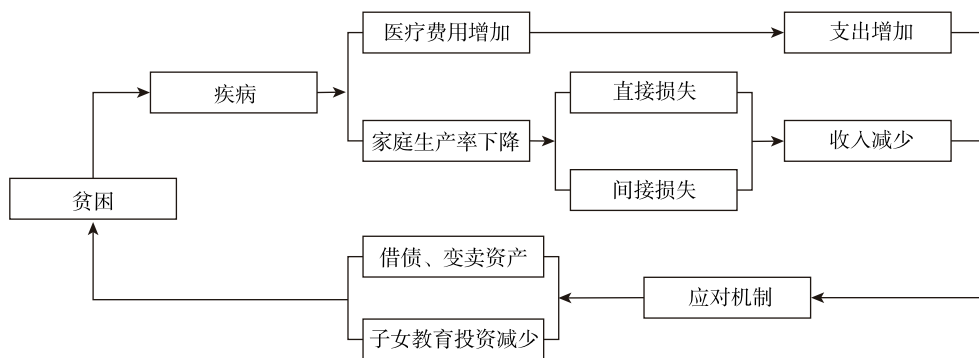 医疗费用增加
支出增加
疾病
直接损失
家庭生产率下降
收入减少
间接损失
贫困
借债、变卖资产
应对机制
子女教育投资减少